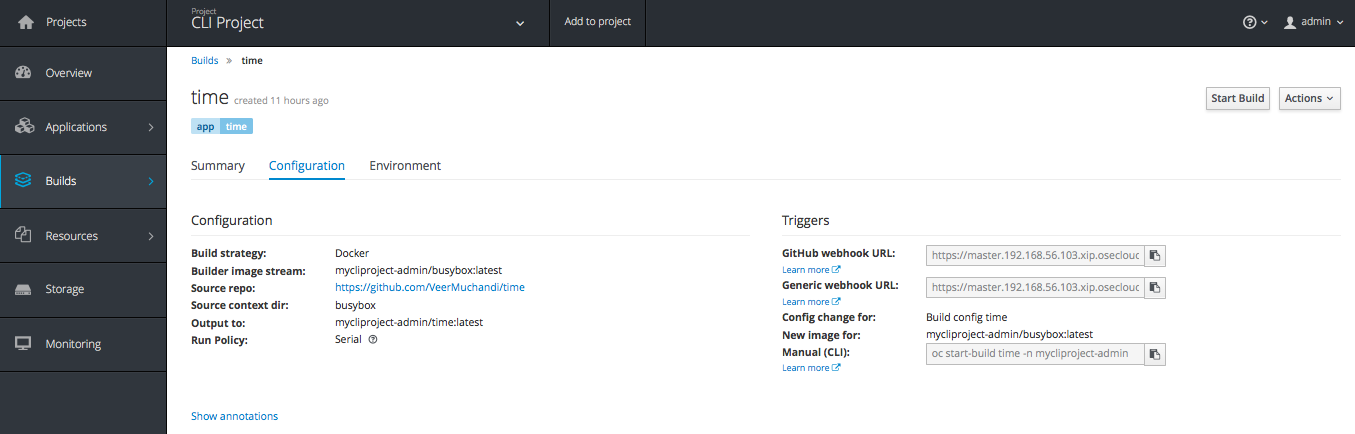 Projects
Project
CLI Project
Add to project
admin
Overview
Applications
Builds
Resources
Storage
Monitoring
Builds » time
time created 11 hours ago
app time
Start Build
Actions
Summary Configuration Environment
Configuration
Build strategy: Docker
Builder image stream: mycliproject-admin/busybox:latest
Source repo: https://github.com/VeerMuchandi/time
Source context dir: busybox
Output to: mycliproject-admin/time:latest
Run Policy: Serial
Show annotations
Triggers
GitHub webhook URL: https://master.192.168.56.103.xip.osecloud
Learn more
Generic webhook URL: https://master.192.168.56.103.xip.osecloud
Learn more
Config change for: Build config time
New image for: mycliproject-admin/busybox:latest
Manual (CLI): oc start-build time -n mycliproject-admin
Learn more